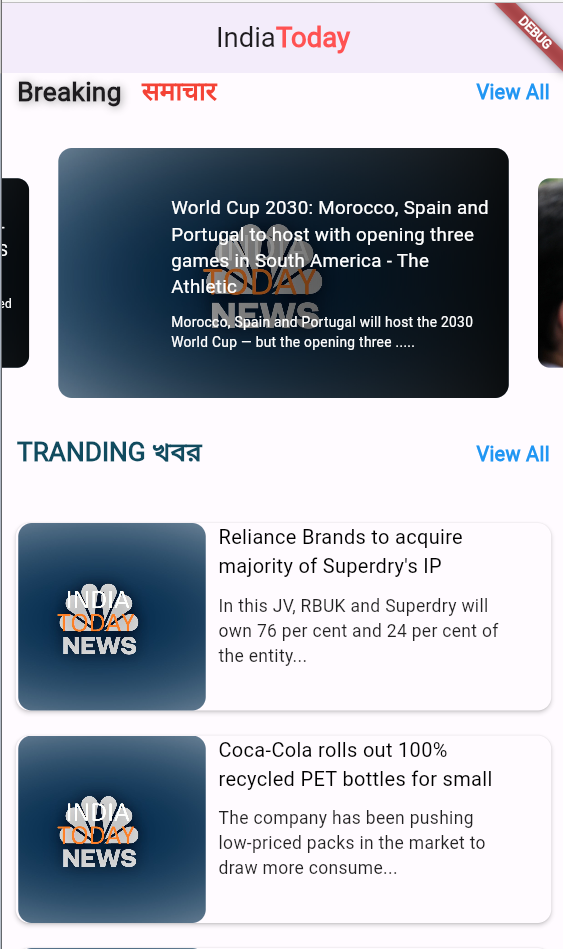 IndiaToday
DEBUG
Breaking समाचार
View All
S
ed
World Cup 2030: Morocco, Spain and
Portugal to host with opening three
games in South America - The
Athletic
Morocco, Spain and Portugal will host the 2030
World Cup — but the opening three .....
TODAY
NEWS
TRANDING খবর
View All
INDIA
TODAY
NEWS
Reliance Brands to acquire
majority of Superdry's IP
In this JV, RBUK and Superdry will
own 76 per cent and 24 per cent of
the entity...
INDIA
TODAY
NEWS
Coca-Cola rolls out 100%
recycled PET bottles for small
The company has been pushing
low-priced packs in the market to
draw more consume...